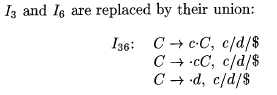 I₃ and I₆ are replaced by their union:
I₃₆: C → c·C, c/d/$
C → ·cC, c/d/$
C → ·d, c/d/$